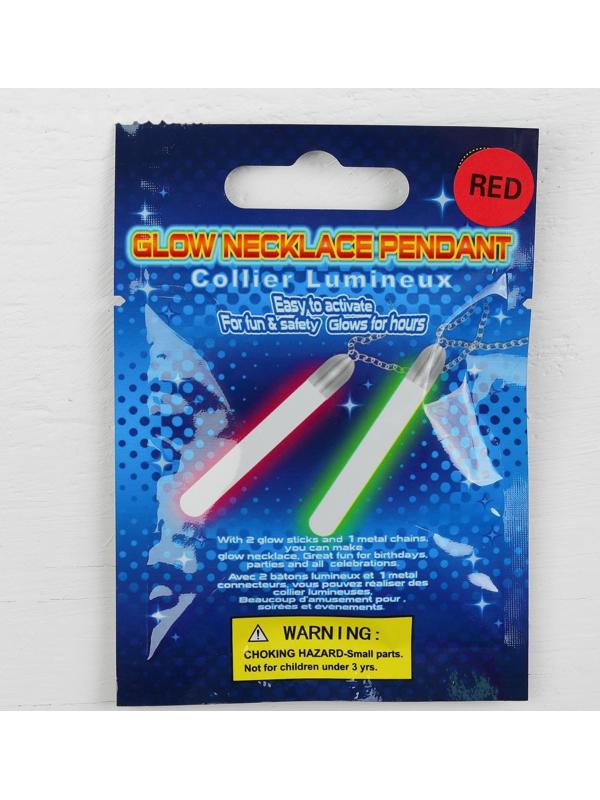 RED
GLOW NECKLACE PENDANT
Collier Lumineux
Easy to activate
For fun & safety Glows for hours
With 2 glow sticks and 1 metal chains,
you can make
glow necklace. Great fun for birthdays,
parties and all celebrations.
Avec 2 batons lumineux et 1 metal
connecteurs, vous pouvez réaliser des
collier lumineuses.
Beaucoup d'amusement pour .
soirées et événements.
⚠ WARNING:
CHOKING HAZARD-Small parts.
Not for children under 3 yrs.